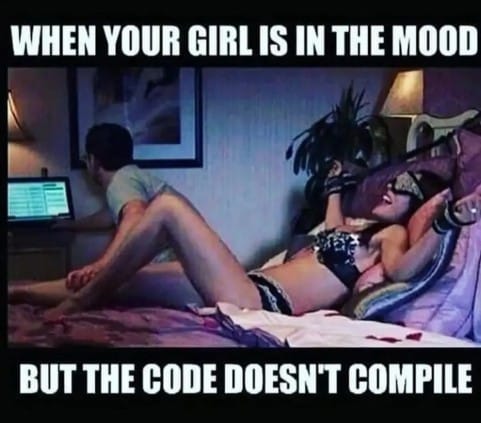 WHEN YOUR GIRL IS IN THE MOOD
BUT THE CODE DOESN'T COMPILE